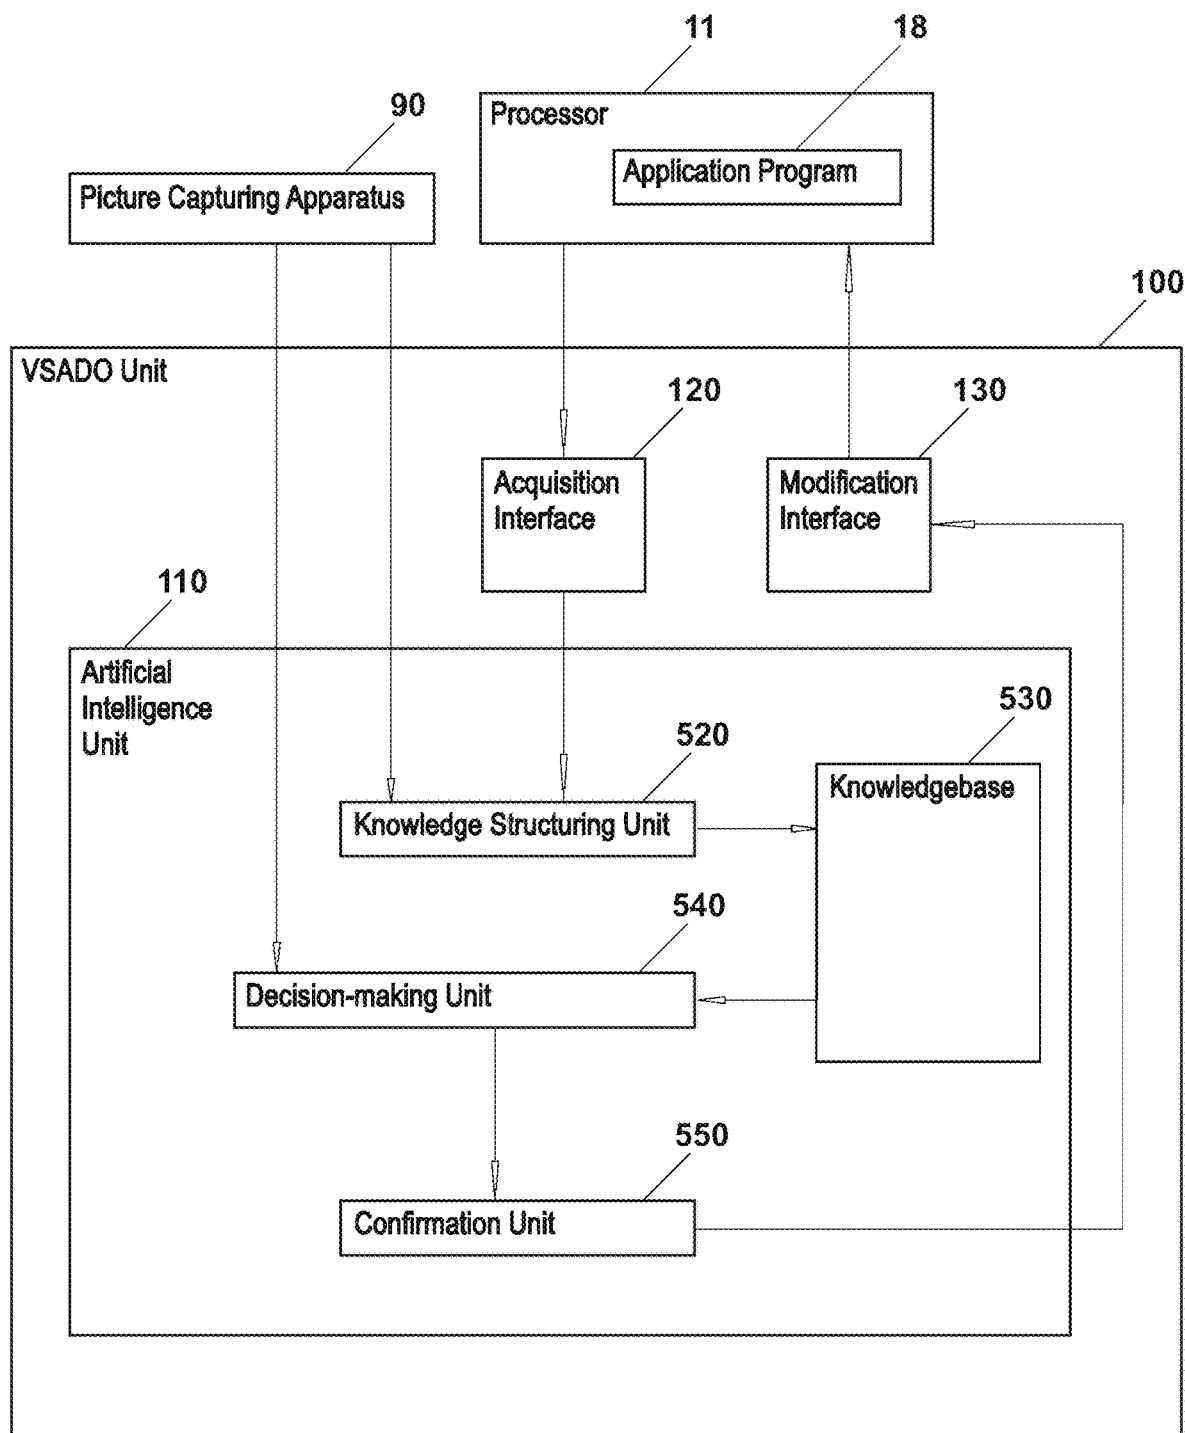 11
18
Processor
90
Application Program
Picture Capturing Apparatus
100
VSADO Unit
120
130
Acquisition
Interface
Modification
Interface
110
Artificial
Intelligence
Unit
530
520
Knowledgebase
Knowledge Structuring Unit
540
Decision-making Unit
550
Confirmation Unit